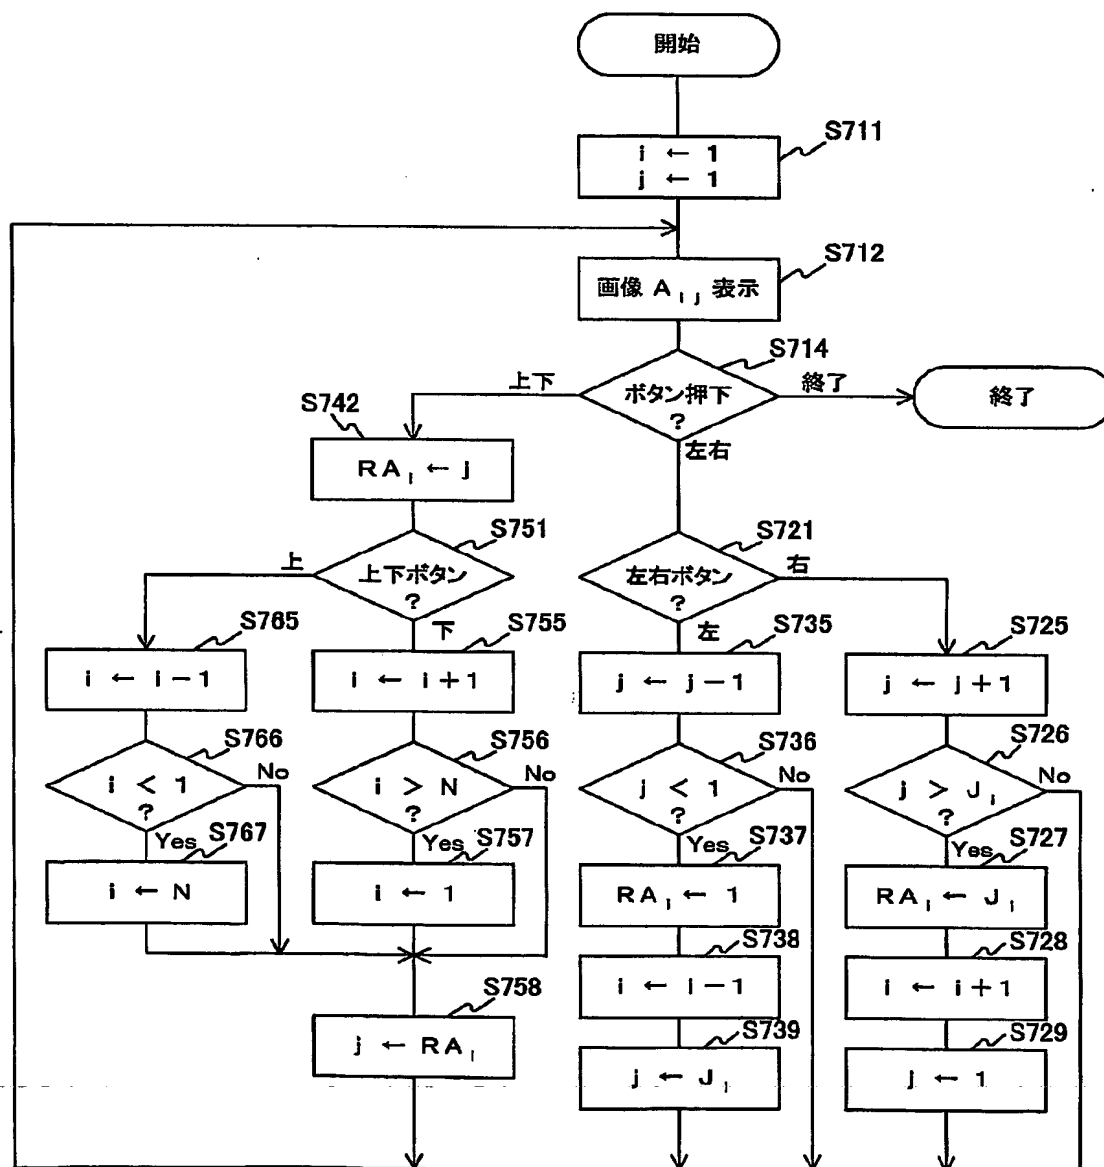 開始
S711
i ← 1
j ← 1
S712
画像 A i j 表示
S714
ボタン押下
?
上下
終了
終了
左右
S742
RA i ← j
S751
上下ボタン
?
上
下
S721
左右ボタン
?
右
左
S765
i ← i-1
S755
i ← i+1
S735
j ← j-1
S725
j ← j+1
S766
i < 1
?
No
Yes
S756
i > N
?
No
Yes
S736
j < 1
?
No
Yes
S726
j > J i
?
No
Yes
S767
i ← N
S757
i ← 1
S737
RA i ← 1
S727
RA i ← J i
S738
i ← i-1
S728
i ← i+1
S758
j ← RA i
S739
j ← J i
S729
j ← 1